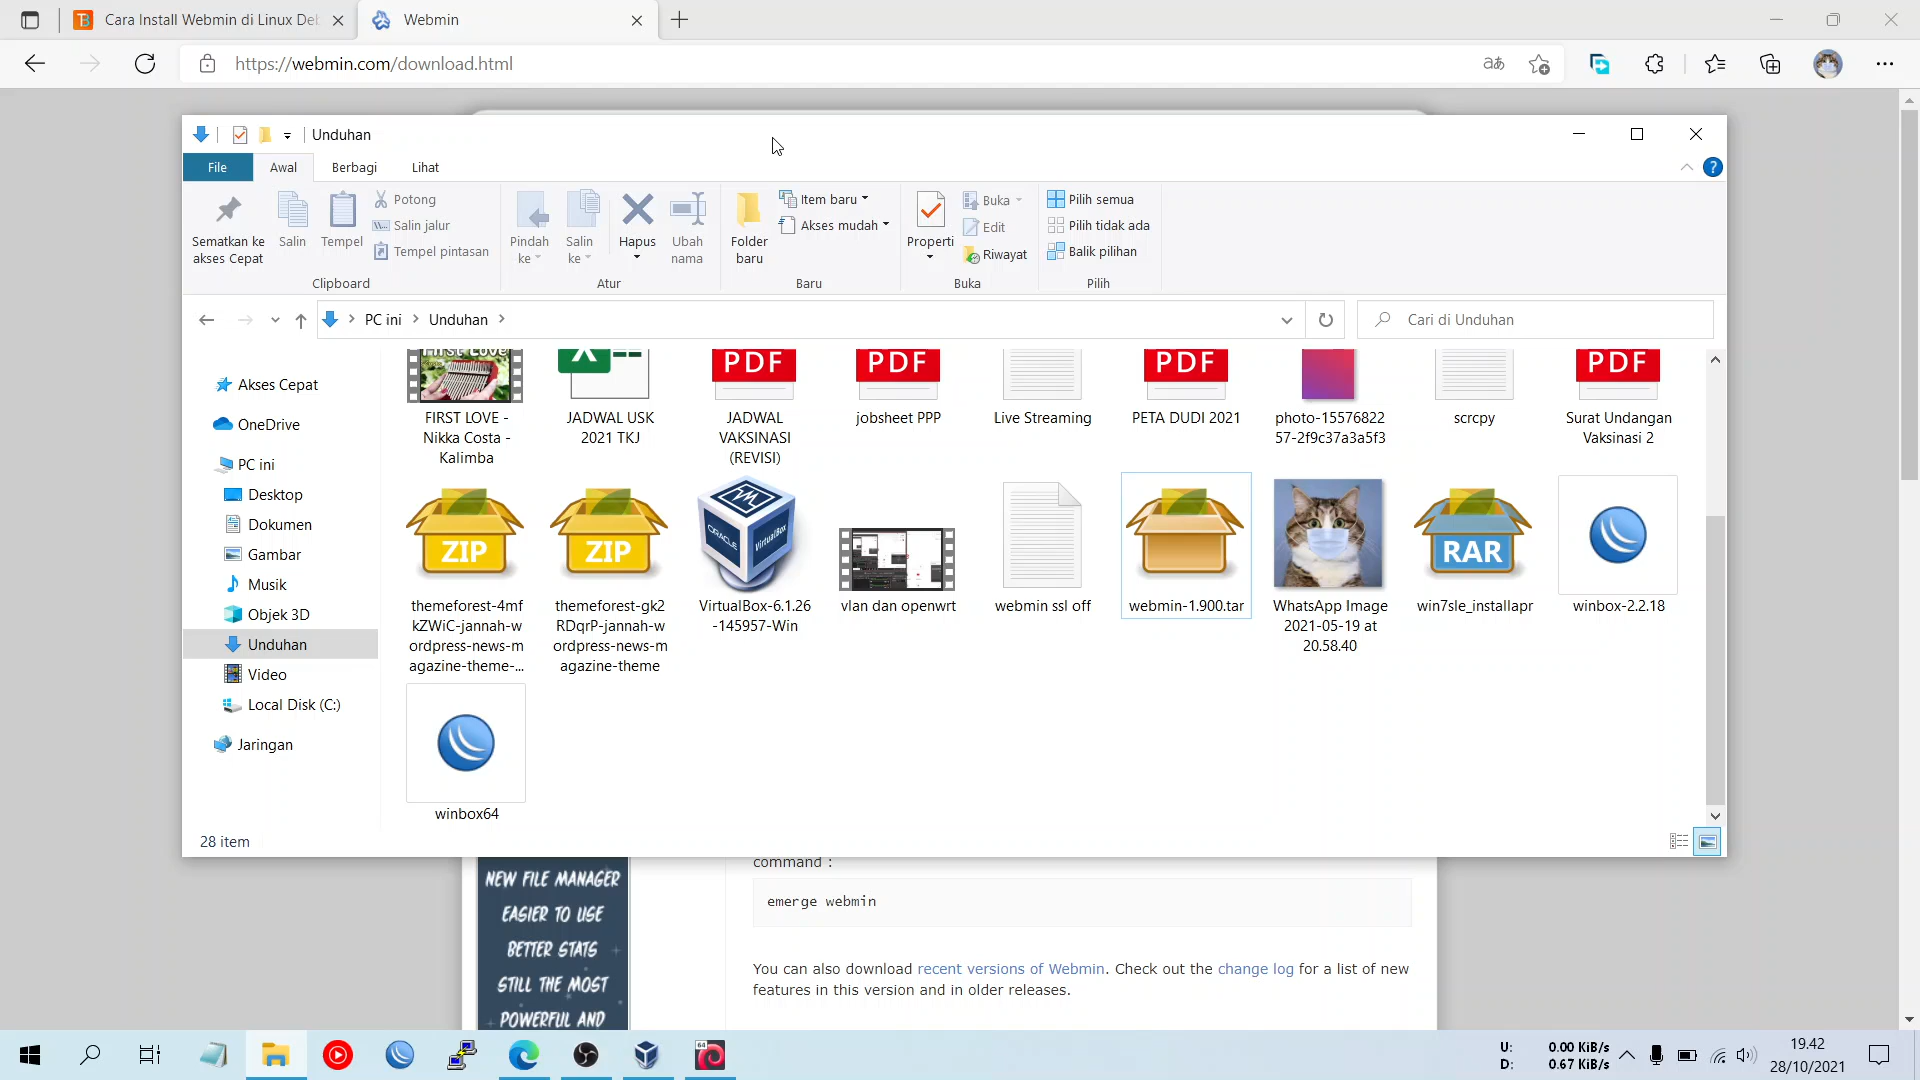 Cara Install Webmin di Linux De
Webmin
https://webmin.com/download.html
Unduhan
File
Awal
Berbagi
Lihat
Sematkan ke
akses Cepat
Salin
Tempel
Potong
Salin jalur
Tempel pintasan
Pindah
ke
Salin
ke
Hapus
Ubah
nama
Folder
baru
Item baru
Akses mudah
Properti
Buka
Edit
Riwayat
Pilih semua
Pilih tidak ada
Balik pilihan
Clipboard
Atur
Baru
Buka
Pilih
PC ini
Unduhan
Cari di Unduhan
Akses Cepat
OneDrive
PC ini
Desktop
Dokumen
Gambar
Musik
Objek 3D
Unduhan
Video
Local Disk (C:)
Jaringan
First Love
PDF
PDF
PDF
PDF
FIRST LOVE -
Nikka Costa -
Kalimba
JADWAL USK
2021 TKJ
JADWAL
VAKSINASI
(REVISI)
jobsheet PPP
Live Streaming
PETA DUDI 2021
photo-15576822
57-2f9c37a3a5f3
scrcpy
Surat Undangan
Vaksinasi 2
ZIP
ZIP
ORACLE
VirtualBox
RAR
themeforest-4mf
kZWiC-jannah-w
ordpress-news-m
agazine-theme-...
themeforest-gk2
RDqrP-jannah-w
ordpress-news-m
agazine-theme
VirtualBox-6.1.26
-145957-Win
vlan dan openwrt
webmin ssl off
webmin-1.900.tar
WhatsApp Image
2021-05-19 at
20.58.40
win7sle_installapr
winbox-2.2.18
winbox64
28 item
command :
emerge webmin
You can also download recent versions of Webmin. Check out the change log for a list of new
features in this version and in older releases.
NEW FILE MANAGER
EASIER TO USE
BETTER STATS
STILL THE MOST
POWERFUL AND
64
U: 0.00 KiB/s
D: 0.67 KiB/s
19.42
28/10/2021